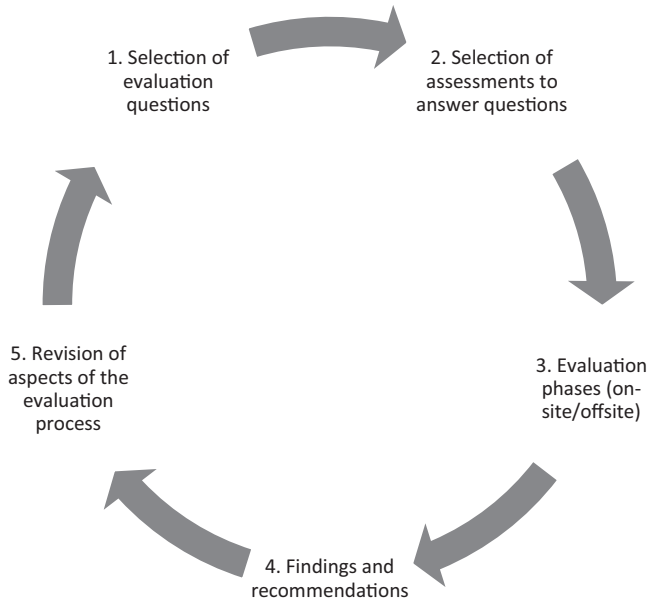 1. Selection of
evaluation
questions
2. Selection of
assessments to
answer questions
3. Evaluation
phases (on-
site/offsite)
4. Findings and
recommendations
5. Revision of
aspects of the
evaluation
process